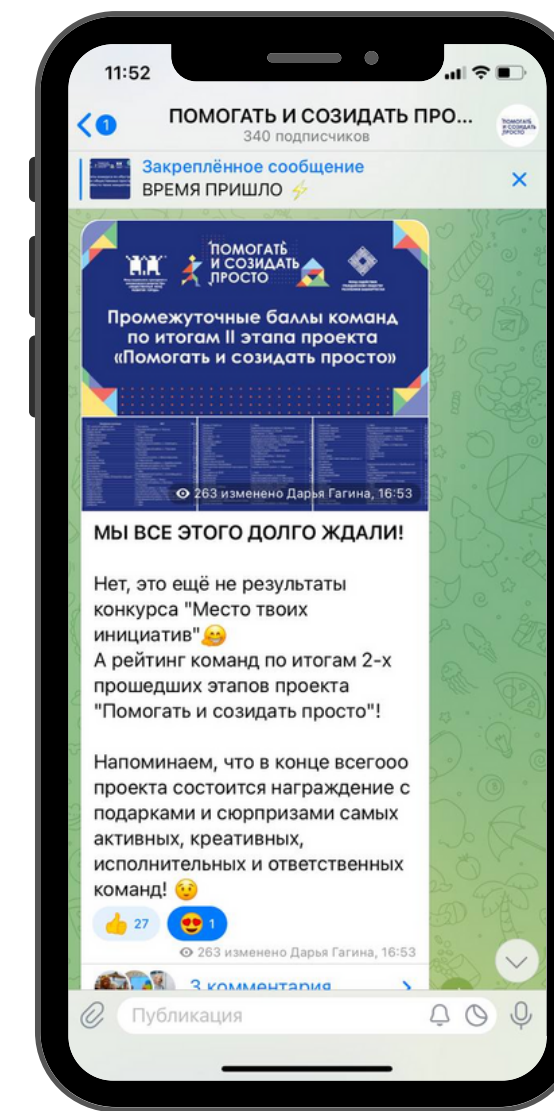 11:52
1
ПОМОГАТЬ И СОЗИДАТЬ ПРО...
340 подписчиков
ПОМОГАТЬ
И СОЗИДАТЬ
ПРОСТО
Закреплённое сообщение
ВРЕМЯ ПРИШЛО ⚡
ПОМОГАТЬ
И СОЗИДАТЬ
ПРОСТО
Промежуточные баллы команд
по итогам II этапа проекта
«Помогать и созидать просто»
263 изменено Дарья Гагина, 16:53
МЫ ВСЕ ЭТОГО ДОЛГО ЖДАЛИ!
Нет, это ещё не результаты
конкурса "Место твоих
инициатив"🤗
А рейтинг команд по итогам 2-х
прошедших этапов проекта
"Помогать и созидать просто"!
Напоминаем, что в конце всегооо
проекта состоится награждение с
подарками и сюрпризами самых
активных, креативных,
исполнительных и ответственных
команд! 😉
👍 27 😍 1
263 изменено Дарья Гагина, 16:53
3 комментария
Публикация